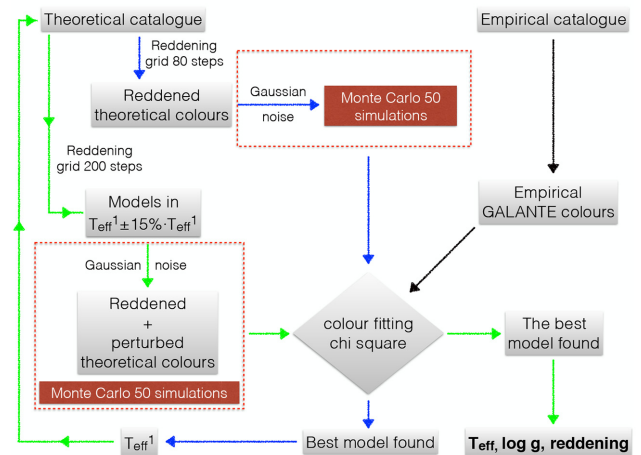 Theoretical catalogue
Empirical catalogue
Reddening
grid 80 steps
Reddened
theoretical colours
Gaussian
noise
Monte Carlo 50
simulations
Reddening
grid 200 steps
Models in
Teff¹±15%·Teff¹
Empirical
GALANTE colours
Gaussian noise
Reddened
+
perturbed
theoretical colours
Monte Carlo 50 simulations
colour fitting
chi square
The best
model found
Teff¹
Best model found
Teff, log g, reddening